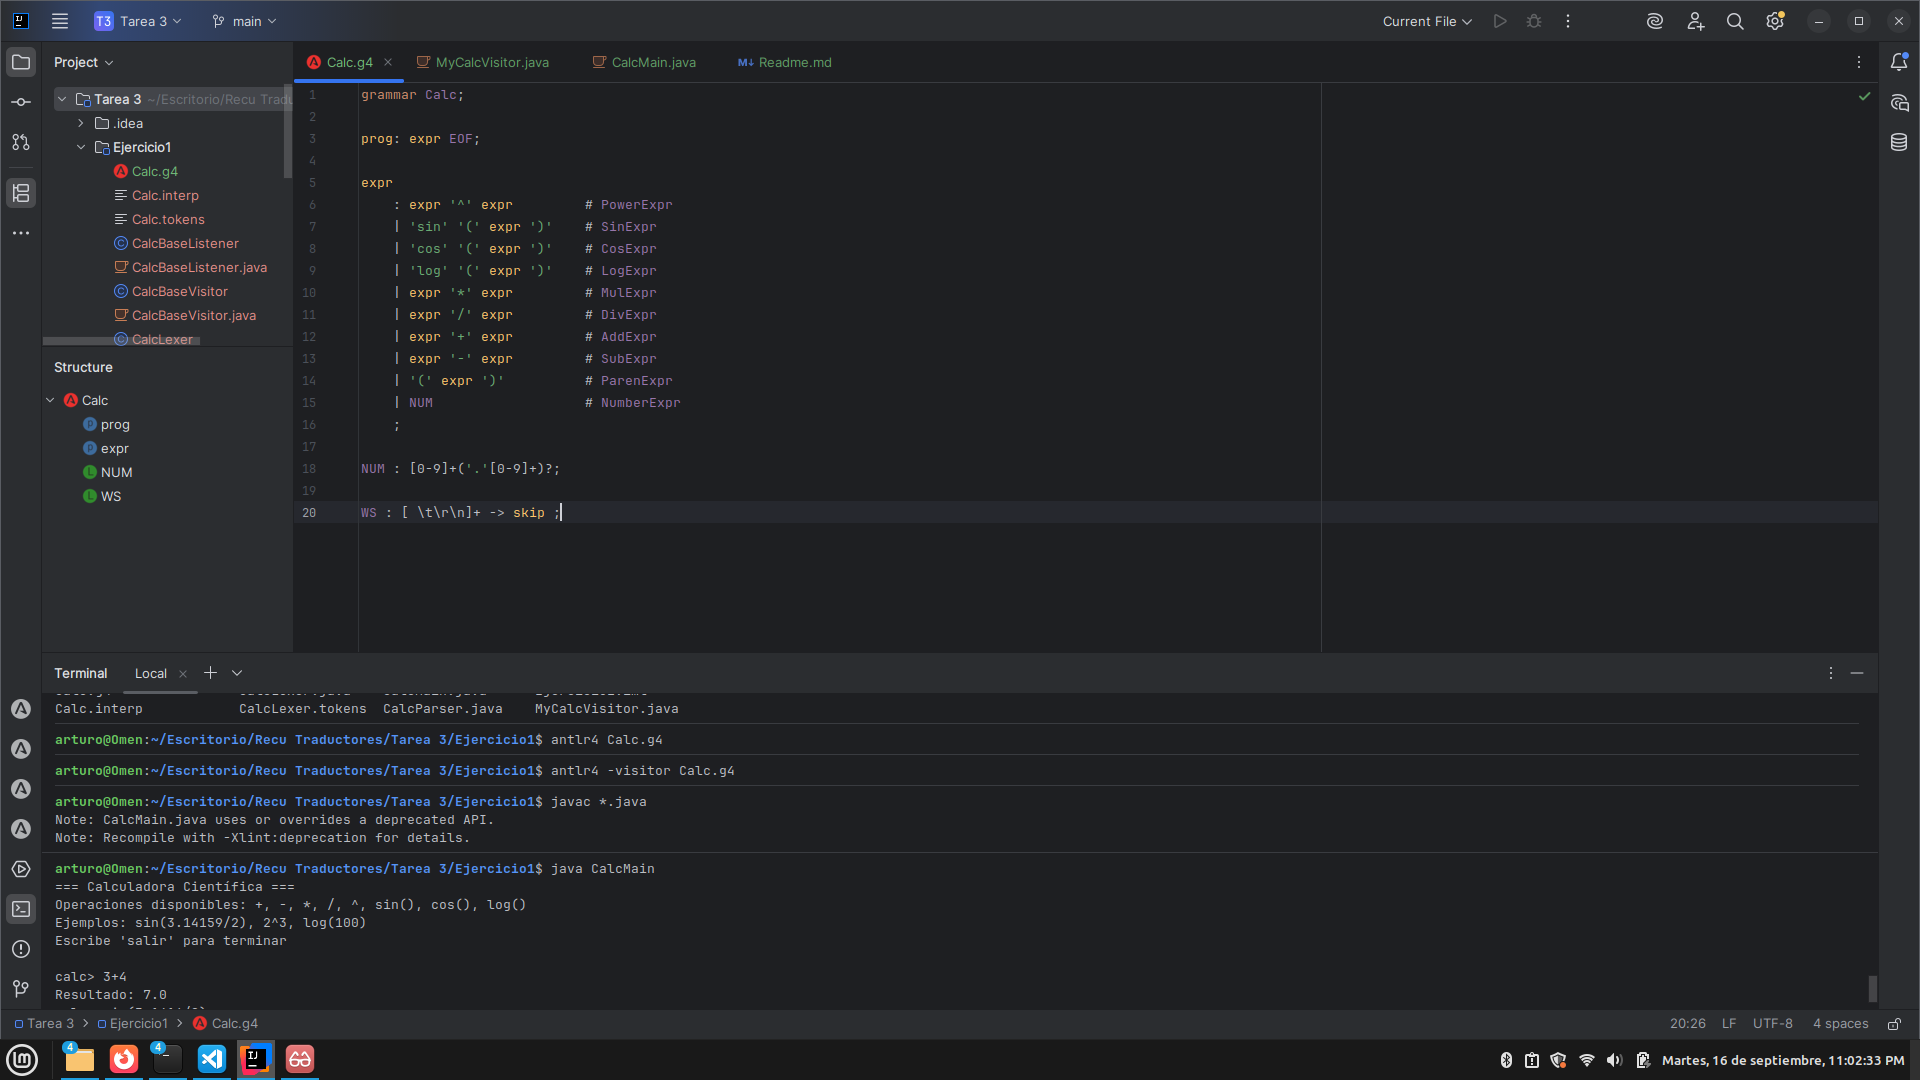 Tarea 3
main
Current File
Project
Tarea 3 ~/Escritorio/Recu Tradu
.idea
Ejercicio1
Calc.g4
Calc.interp
Calc.tokens
CalcBaseListener
CalcBaseListener.java
CalcBaseVisitor
CalcBaseVisitor.java
CalcLexer
Structure
Calc
prog
expr
NUM
WS
Calc.g4
MyCalcVisitor.java
CalcMain.java
Readme.md
1 grammar Calc;
2
3 prog: expr EOF;
4
5 expr
6 : expr '^' expr # PowerExpr
7 | 'sin' '(' expr ')' # SinExpr
8 | 'cos' '(' expr ')' # CosExpr
9 | 'log' '(' expr ')' # LogExpr
10 | expr '*' expr # MulExpr
11 | expr '/' expr # DivExpr
12 | expr '+' expr # AddExpr
13 | expr '-' expr # SubExpr
14 | '(' expr ')' # ParenExpr
15 | NUM # NumberExpr
16 ;
17
18 NUM : [0-9]+('.'[0-9]+)?;
19
20 WS : [ \t\r\n]+ -> skip ;
Terminal
Local
Calc.interp CalcLexer.tokens CalcParser.java MyCalcVisitor.java
arturo@Omen:~/Escritorio/Recu Traductores/Tarea 3/Ejercicio1$ antlr4 Calc.g4
arturo@Omen:~/Escritorio/Recu Traductores/Tarea 3/Ejercicio1$ antlr4 -visitor Calc.g4
arturo@Omen:~/Escritorio/Recu Traductores/Tarea 3/Ejercicio1$ javac *.java
Note: CalcMain.java uses or overrides a deprecated API.
Note: Recompile with -Xlint:deprecation for details.
arturo@Omen:~/Escritorio/Recu Traductores/Tarea 3/Ejercicio1$ java CalcMain
=== Calculadora Científica ===
Operaciones disponibles: +, -, *, /, ^, sin(), cos(), log()
Ejemplos: sin(3.14159/2), 2^3, log(100)
Escribe 'salir' para terminar
calc> 3+4
Resultado: 7.0
Tarea 3 > Ejercicio1 > Calc.g4
20:26 LF UTF-8 4 spaces
4
4
Martes, 16 de septiembre, 11:02:33 PM